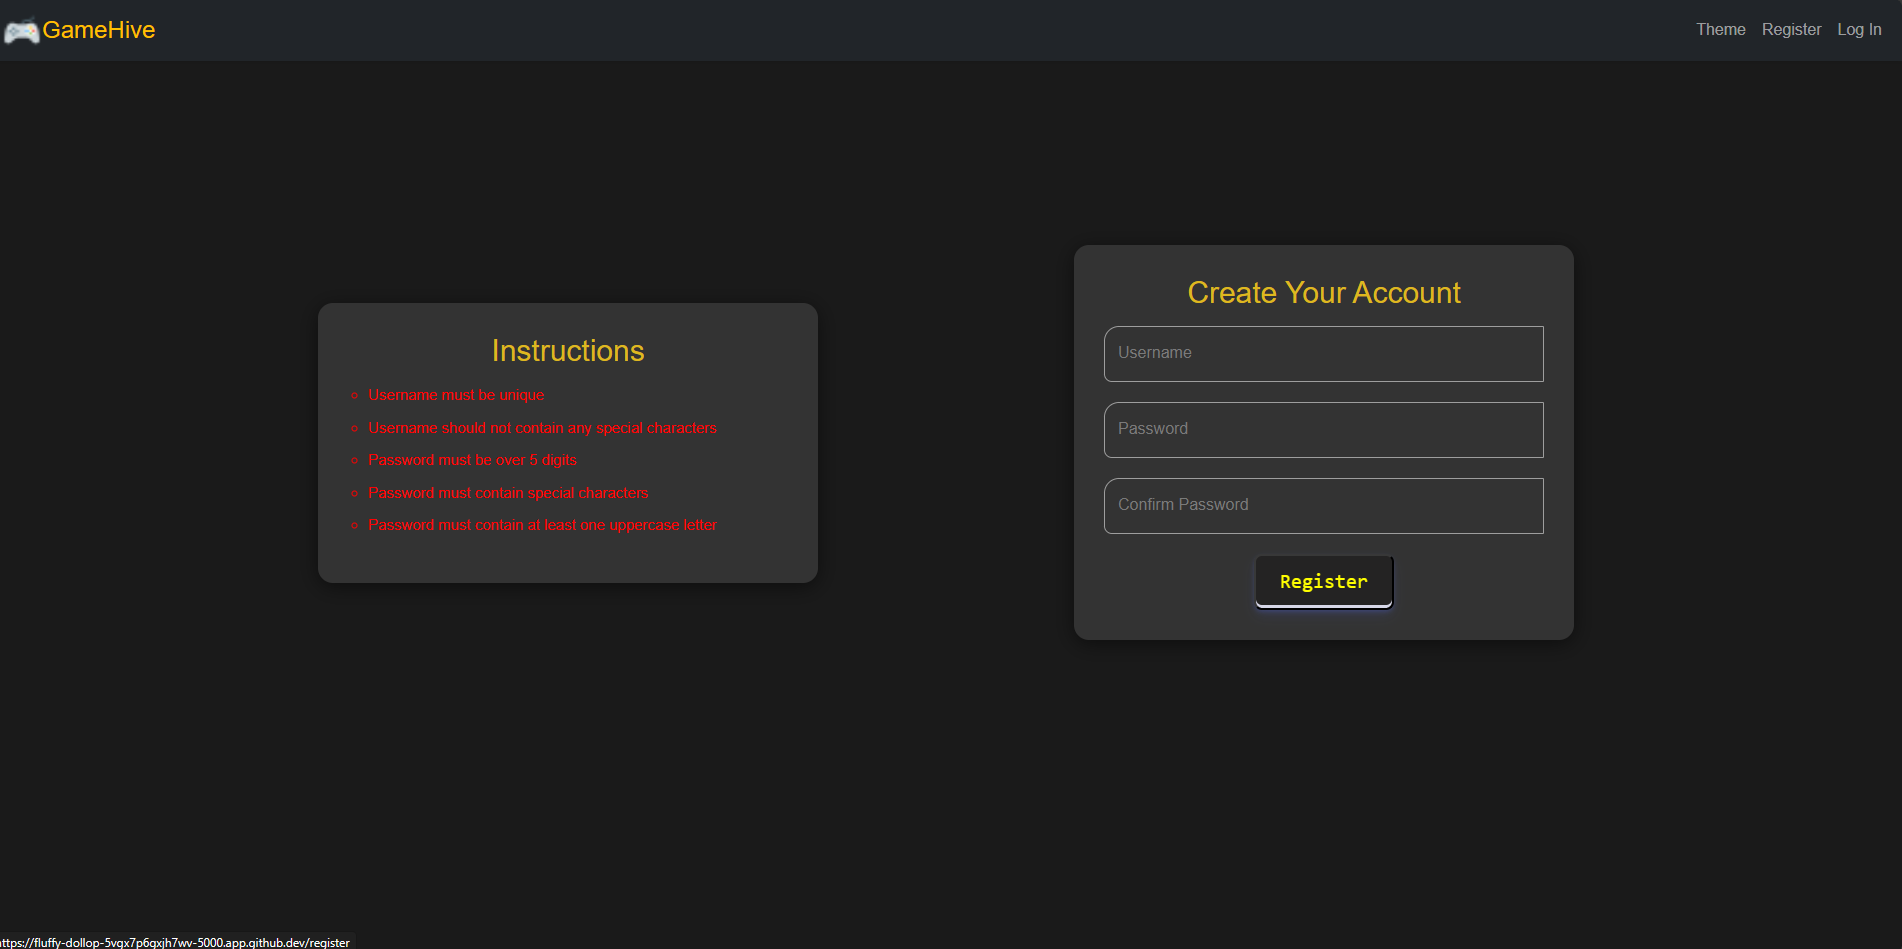 GameHive
Theme Register Log In
Instructions
Username must be unique
Username should not contain any special characters
Password must be over 5 digits
Password must contain special characters
Password must contain at least one uppercase letter
Create Your Account
Username
Password
Confirm Password
Register
ttps://fluffy-dollop-5vqx7p6qxjh7wv-5000.app.github.dev/register